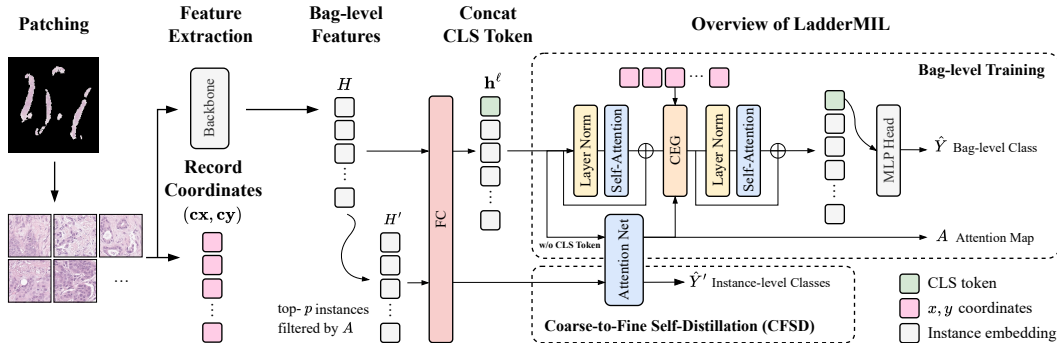 Patching
Feature
Extraction
Bag-level
Features
Concat
CLS Token
Overview of LadderMIL
Bag-level Training
Backbone
H
h^ℓ
Layer Norm
Self-Attention
CEG
Layer Norm
Self-Attention
MLP Head
Ŷ Bag-level Class
Record
Coordinates
(cx, cy)
H′
FC
w/o CLS Token
Attention Net
A Attention Map
Ŷ′ Instance-level Classes
top- p instances
filtered by A
Coarse-to-Fine Self-Distillation (CFSD)
CLS token
x, y coordinates
Instance embedding